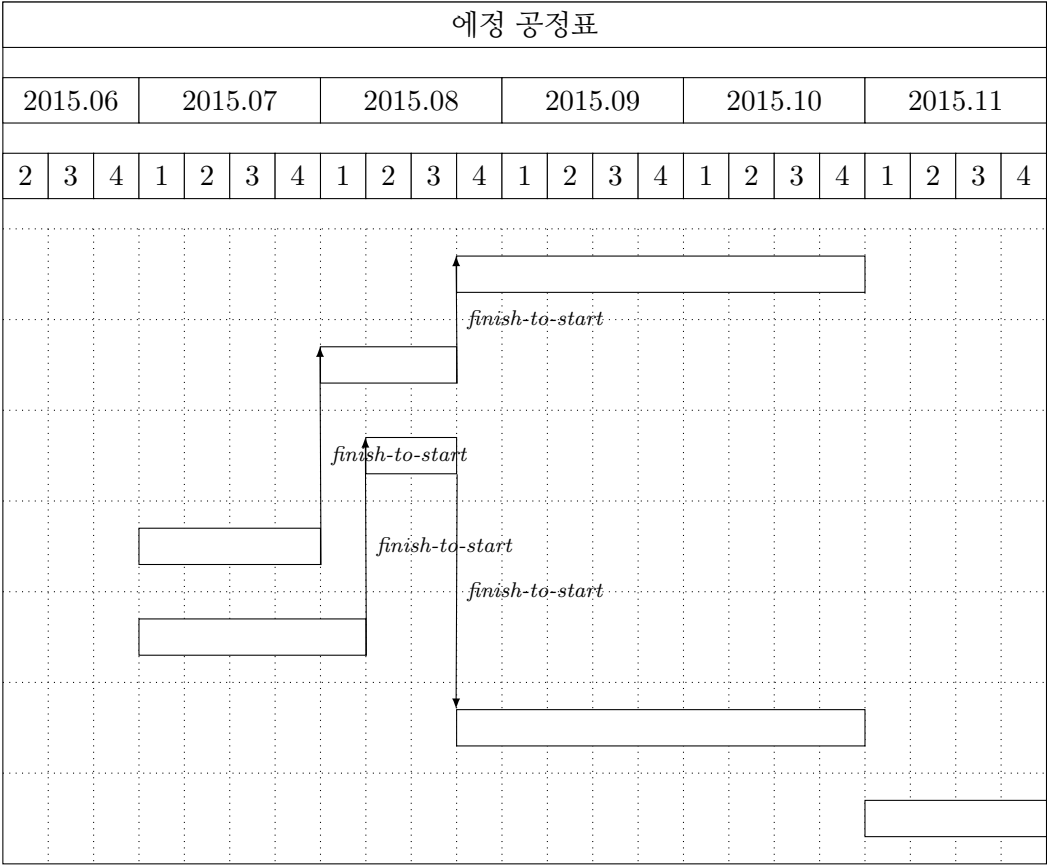 에정 공정표
2015.06 2015.07 2015.08 2015.09 2015.10 2015.11
2 3 4 1 2 3 4 1 2 3 4 1 2 3 4 1 2 3 4 1 2 3 4
finish-to-start
finish-to-start
finish-to-start
finish-to-start